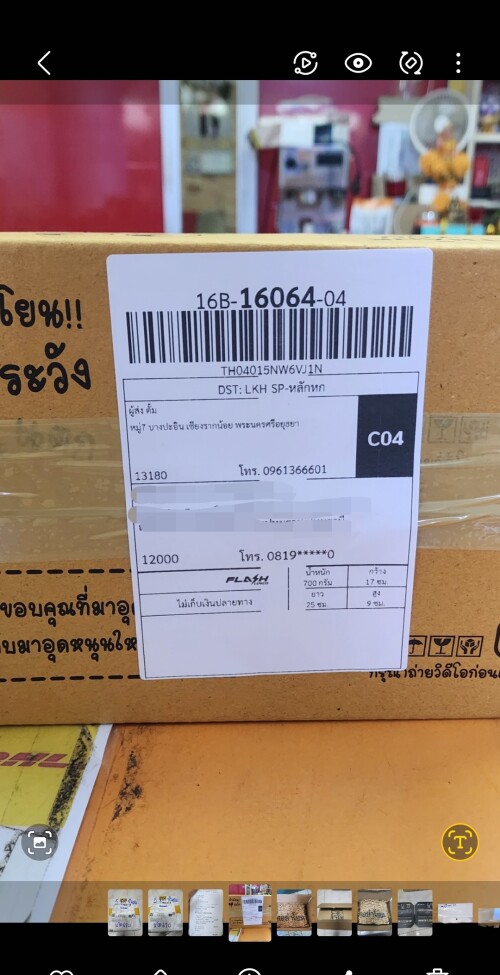 โยน!!
ระวัง
16B-16064-04
TH04015NW6VJ1N
DST: LKH SP-หลักหก
ผู้ส่ง ตั้ม
หมู่7 บางปะอิน เชียงรากน้อย พระนครศรีอยุธยา
C04
13180 โทร. 0961366601
12000 โทร. 0819*****0
FLASH
น้ำหนัก
700 กรัม
กว้าง
17 ซม.
ไม่เก็บเงินปลายทาง
ยาว
25 ซม.
สูง
9 ซม.
ขอบคุณที่มาอุ
บมาอุดหนุนให
กรุณาถ่ายวิดีโอก่อน
DHL